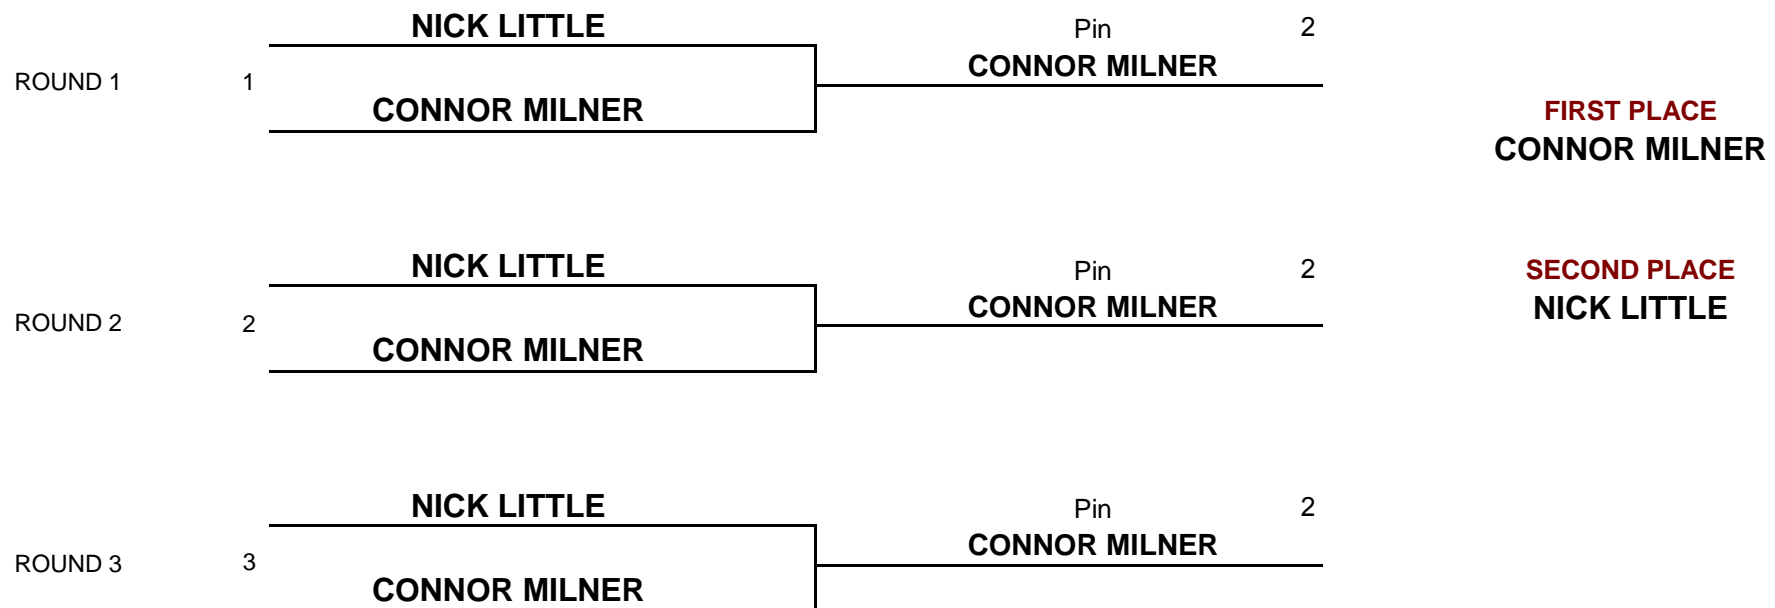 NICK LITTLE
Pin 2
CONNOR MILNER
ROUND 1 1
CONNOR MILNER
FIRST PLACE
CONNOR MILNER
NICK LITTLE
Pin 2
SECOND PLACE
CONNOR MILNER
NICK LITTLE
ROUND 2 2
CONNOR MILNER
NICK LITTLE
Pin 2
CONNOR MILNER
ROUND 3 3
CONNOR MILNER